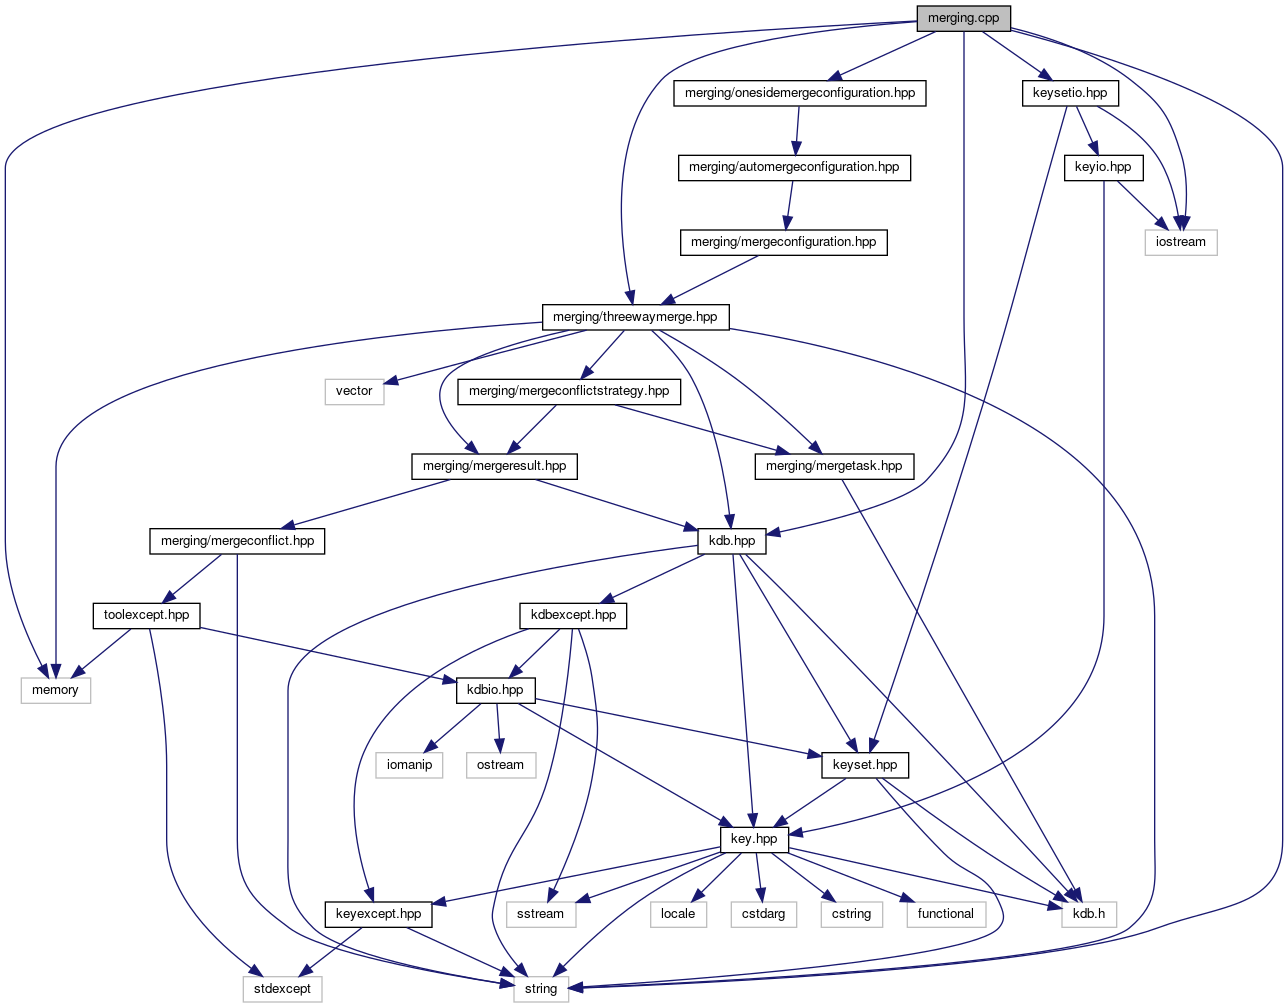 merging.cpp
merging/onesidemergeconfiguration.hpp
keysetio.hpp
merging/automergeconfiguration.hpp
keyio.hpp
merging/mergeconfiguration.hpp
iostream
merging/threewaymerge.hpp
vector
merging/mergeconflictstrategy.hpp
merging/mergeresult.hpp
merging/mergetask.hpp
merging/mergeconflict.hpp
kdb.hpp
toolexcept.hpp
kdbexcept.hpp
memory
kdbio.hpp
iomanip
ostream
keyset.hpp
key.hpp
keyexcept.hpp
sstream
locale
cstdarg
cstring
functional
kdb.h
stdexcept
string